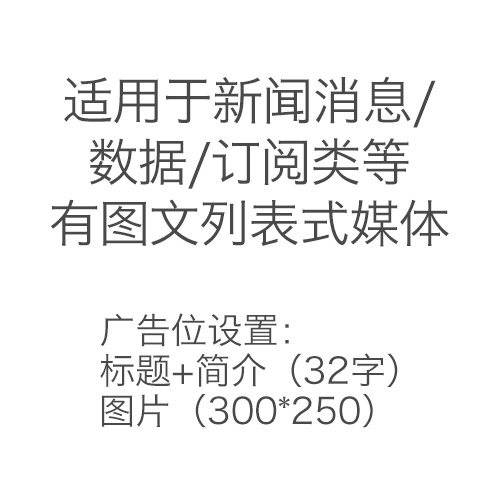 适用于新闻消息/
数据/订阅类等
有图文列表式媒体
广告位设置：
标题+简介（32字）
图片（300*250）